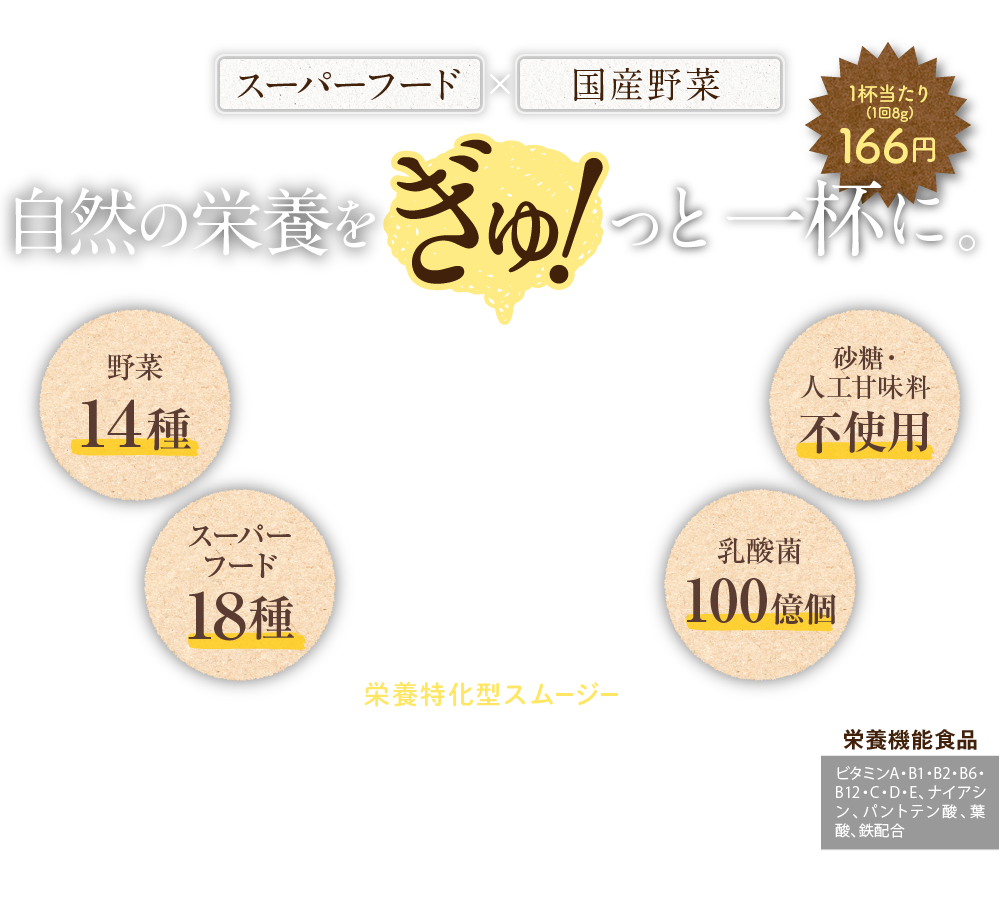 スーパーフード×国産野菜
1杯当たり
(1回8g)
166円
自然の栄養をぎゅ!っと一杯に。
野菜
14種
砂糖・
人工甘味料
不使用
スーパー
フード
18種
乳酸菌
100億個
栄養特化型スムージー
栄養機能食品
ビタミンA・B1・B2・B6・
B12・C・D・E、ナイアシ
ン、パントテン酸、葉
酸、鉄配合